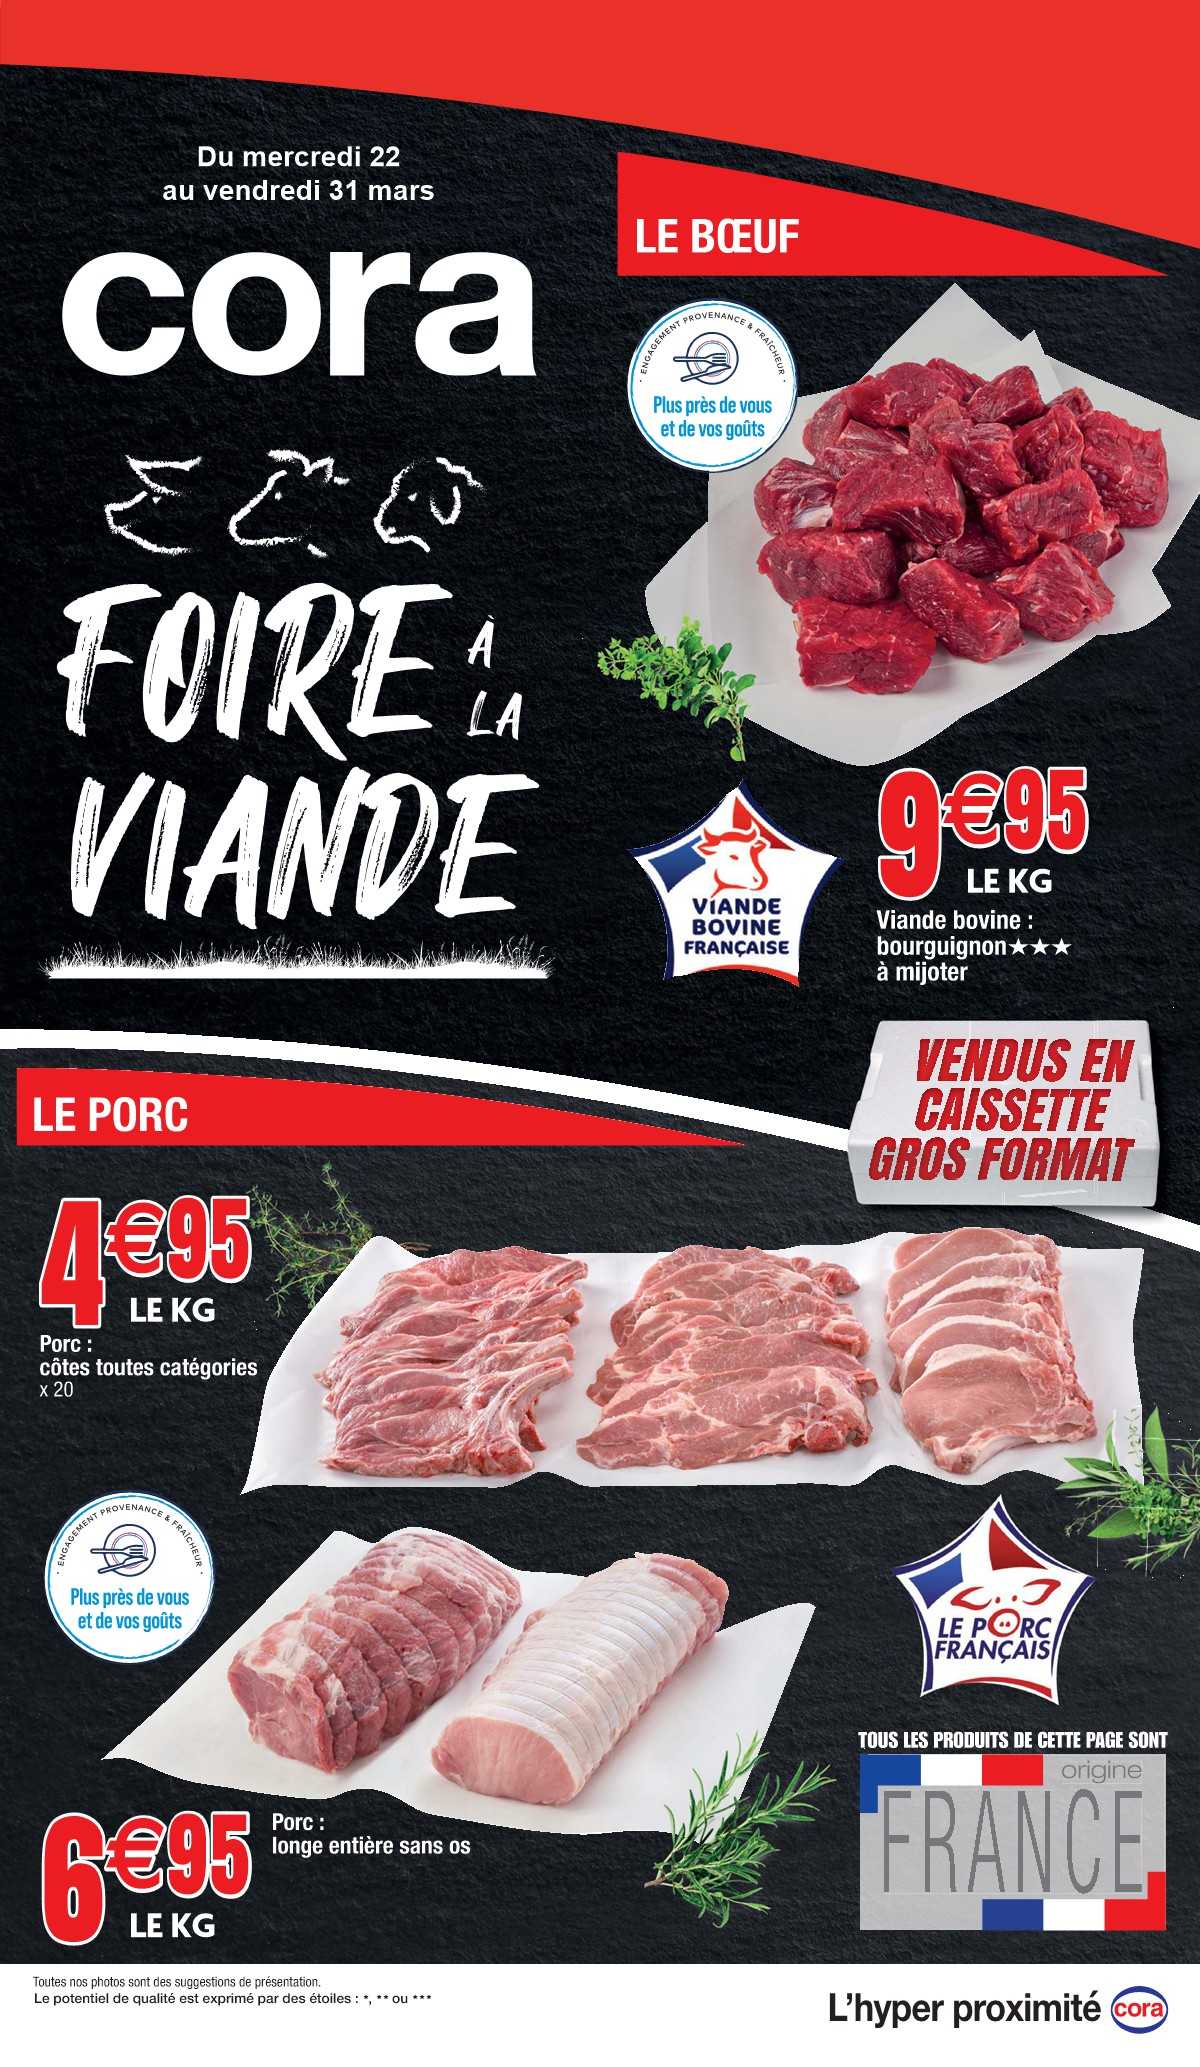 Du mercredi 22
au vendredi 31 mars
cora
FOIRE À LA
VIANDE
LE BŒUF
ENGAGEMENT PROVENANCE & FRAÎCHEUR
Plus près de vous
et de vos goûts
VIANDE
BOVINE
FRANÇAISE
9€95
LE KG
Viande bovine :
bourguignon★★★
à mijoter
VENDUS EN
CAISSETTE
GROS FORMAT
LE PORC
4€95
LE KG
Porc :
côtes toutes catégories
x 20
ENGAGEMENT PROVENANCE & FRAÎCHEUR
Plus près de vous
et de vos goûts
LE PORC
FRANÇAIS
TOUS LES PRODUITS DE CETTE PAGE SONT
origine
FRANCE
6€95
LE KG
Porc :
longe entière sans os
Toutes nos photos sont des suggestions de présentation.
Le potentiel de qualité est exprimé par des étoiles : *, ** ou ***
L'hyper proximité cora